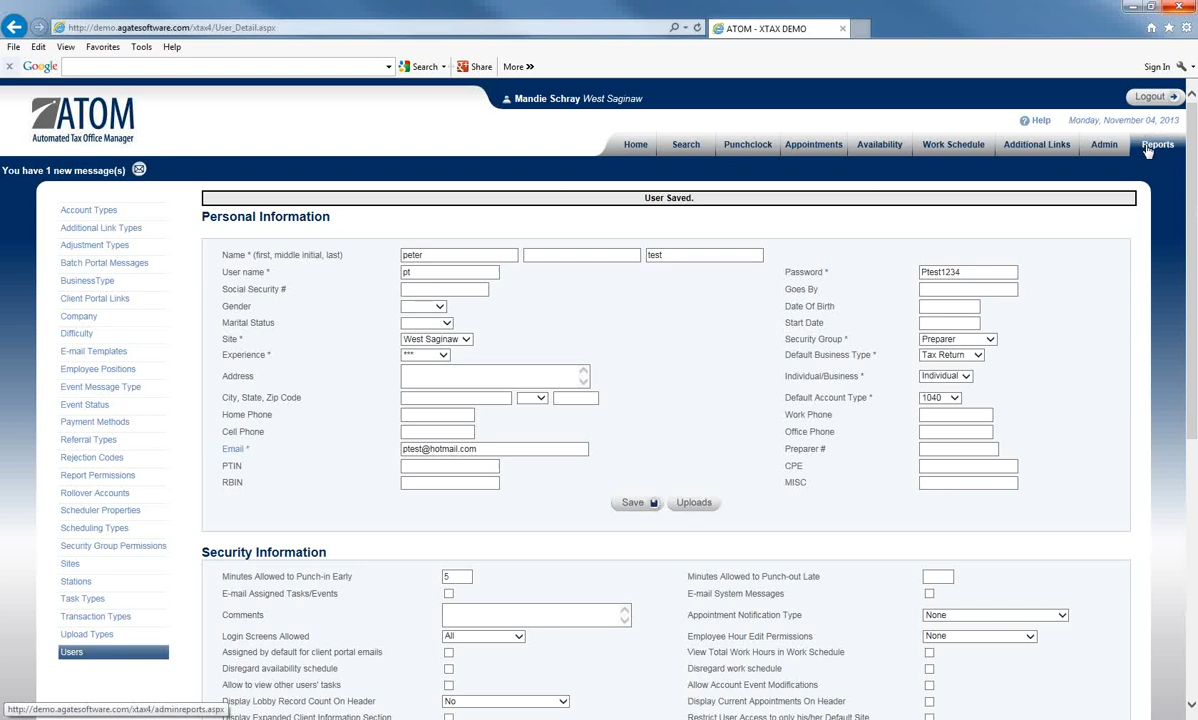 http://demo.agatesoftware.com/xtax4/User_Detail.aspx
ATOM - XTAX DEMO
File Edit View Favorites Tools Help
Google Search Share More » Sign In
Mandie Schray West Saginaw
Logout
ATOM
Automated Tax Office Manager
Help Monday, November 04, 2013
Home Search Punchclock Appointments Availability Work Schedule Additional Links Admin Reports
You have 1 new message(s)
Account Types
Additional Link Types
Adjustment Types
Batch Portal Messages
BusinessType
Client Portal Links
Company
Difficulty
E-mail Templates
Employee Positions
Event Message Type
Event Status
Payment Methods
Referral Types
Rejection Codes
Report Permissions
Rollover Accounts
Scheduler Properties
Scheduling Types
Security Group Permissions
Sites
Stations
Task Types
Transaction Types
Upload Types
Users
User Saved.
Personal Information
Name * (first, middle initial, last) peter test
User name * pt Password * Ptest1234
Social Security # Goes By
Gender Date Of Birth
Marital Status Start Date
Site * West Saginaw Security Group * Preparer
Experience * *** Default Business Type * Tax Return
Address Individual/Business * Individual
City, State, Zip Code Default Account Type * 1040
Home Phone Work Phone
Cell Phone Office Phone
Email * ptest@hotmail.com Preparer #
PTIN CPE
RBIN MISC
Save Uploads
Security Information
Minutes Allowed to Punch-in Early 5 Minutes Allowed to Punch-out Late
E-mail Assigned Tasks/Events E-mail System Messages
Comments Appointment Notification Type None
Login Screens Allowed All Employee Hour Edit Permissions None
Assigned by default for client portal emails View Total Work Hours in Work Schedule
Disregard availability schedule Disregard work schedule
Allow to view other users' tasks Allow Account Event Modifications
Display Lobby Record Count On Header No Display Current Appointments On Header
Display Expanded Client Information Section Restrict User Access to only his/her Default Site
http://demo.agatesoftware.com/xtax4/adminreports.aspx